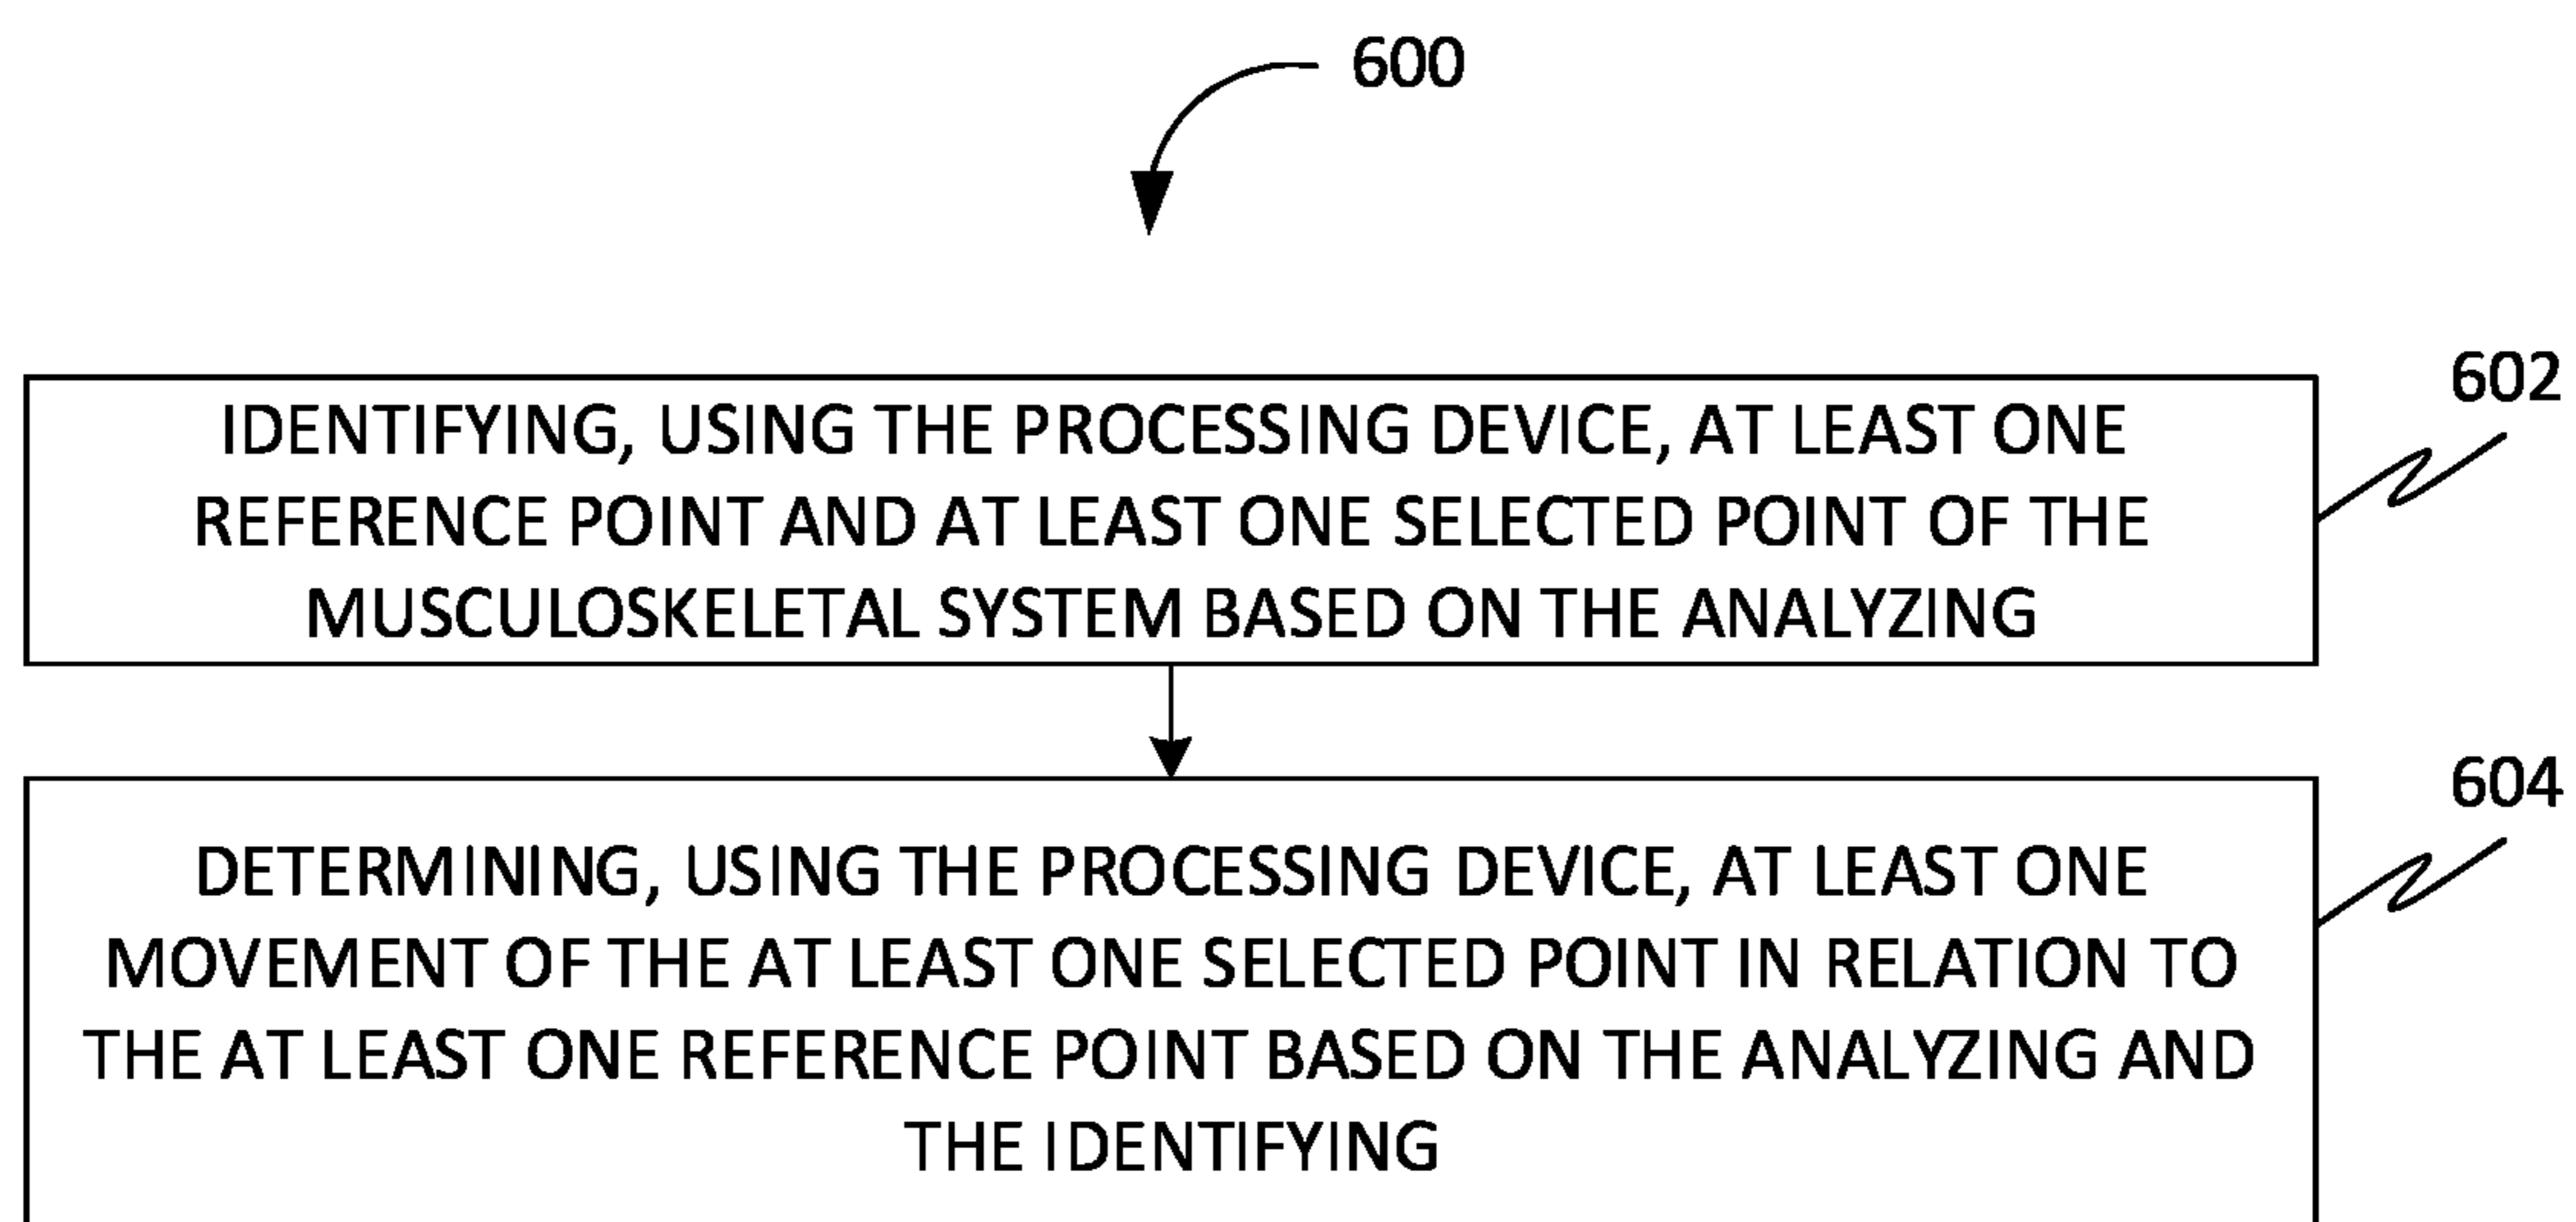 600
602
IDENTIFYING, USING THE PROCESSING DEVICE, AT LEAST ONE
REFERENCE POINT AND AT LEAST ONE SELECTED POINT OF THE
MUSCULOSKELETAL SYSTEM BASED ON THE ANALYZING
604
DETERMINING, USING THE PROCESSING DEVICE, AT LEAST ONE
MOVEMENT OF THE AT LEAST ONE SELECTED POINT IN RELATION TO
THE AT LEAST ONE REFERENCE POINT BASED ON THE ANALYZING AND
THE IDENTIFYING